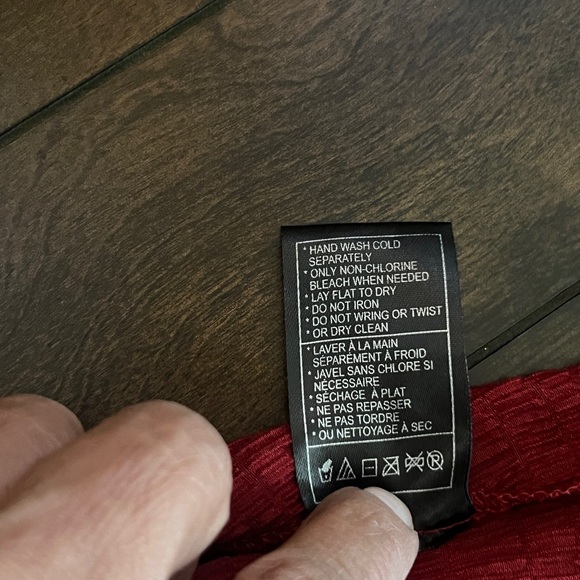 * HAND WASH COLD
SEPARATELY
* ONLY NON-CHLORINE
BLEACH WHEN NEEDED
* LAY FLAT TO DRY
* DO NOT IRON
* DO NOT WRING OR TWIST
* OR DRY CLEAN
* LAVER À LA MAIN
SÉPARÉMENT À FROID
* JAVEL SANS CHLORE SI
NÉCESSAIRE
* SÉCHAGE À PLAT
* NE PAS REPASSER
* NE PAS TORDRE
* OU NETTOYAGE À SEC